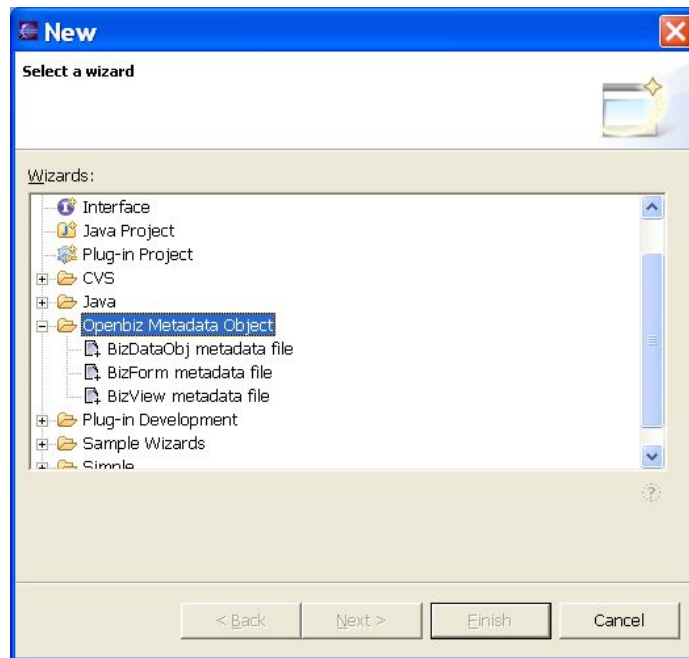 New
Select a wizard
Wizards:
Interface
Java Project
Plug-in Project
CVS
Java
Openbiz Metadata Object
BizDataObj metadata file
BizForm metadata file
BizView metadata file
Plug-in Development
Sample Wizards
Simple
< Back Next > Finish Cancel